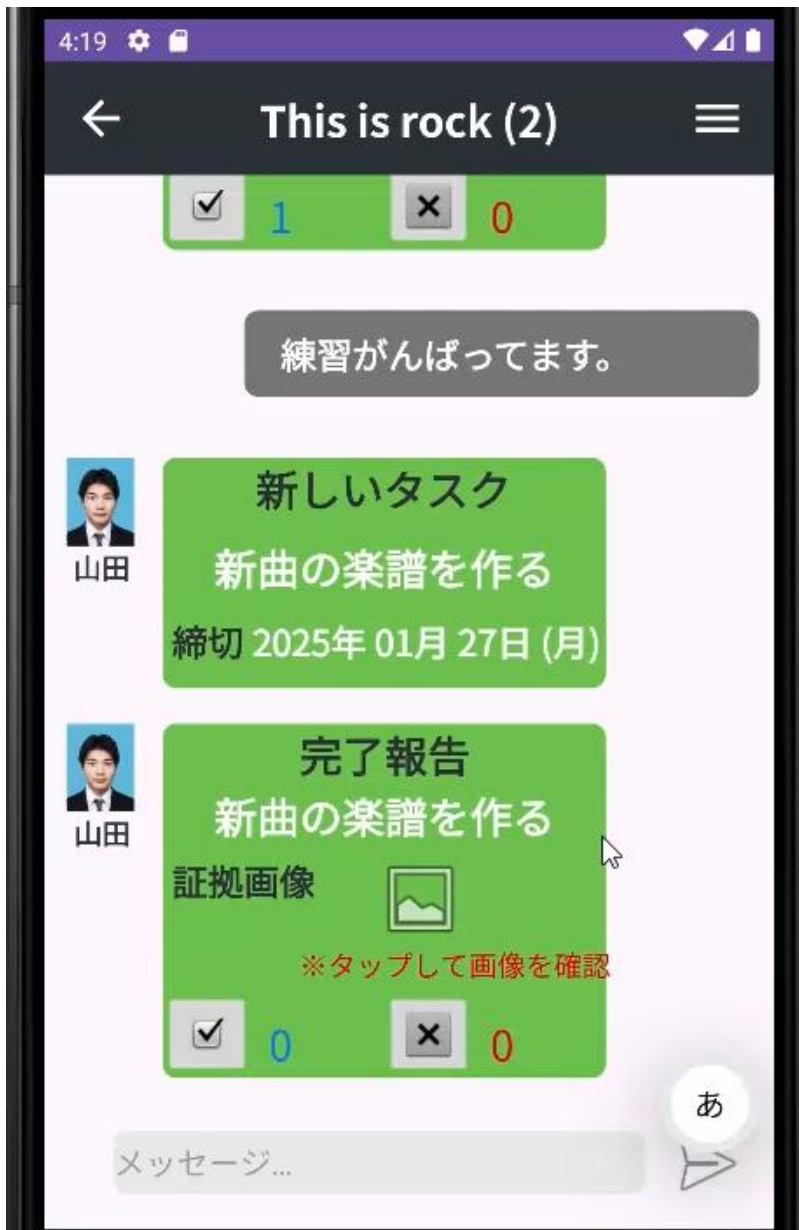 4:19
This is rock (2)
1 0
練習がんばってます。
新しいタスク
山田
新曲の楽譜を作る
締切 2025年 01月 27日 (月)
完了報告
山田
新曲の楽譜を作る
証拠画像
※タップして画像を確認
0 0
あ
メッセージ...